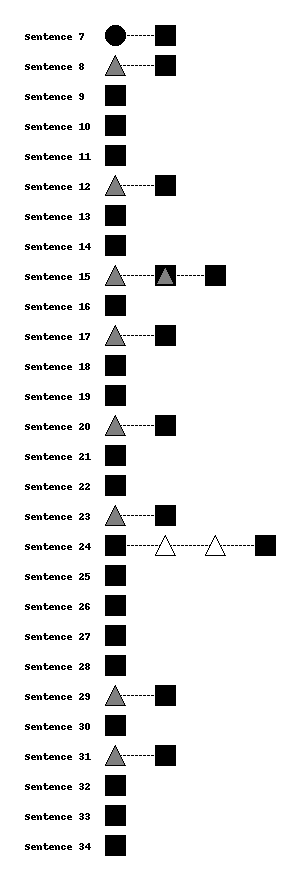 Sentence 7
Sentence 8
Sentence 9
Sentence 10
Sentence 11
Sentence 12
Sentence 13
Sentence 14
Sentence 15
Sentence 16
Sentence 17
Sentence 18
Sentence 19
Sentence 20
Sentence 21
Sentence 22
Sentence 23
Sentence 24
Sentence 25
Sentence 26
Sentence 27
Sentence 28
Sentence 29
Sentence 30
Sentence 31
Sentence 32
Sentence 33
Sentence 34